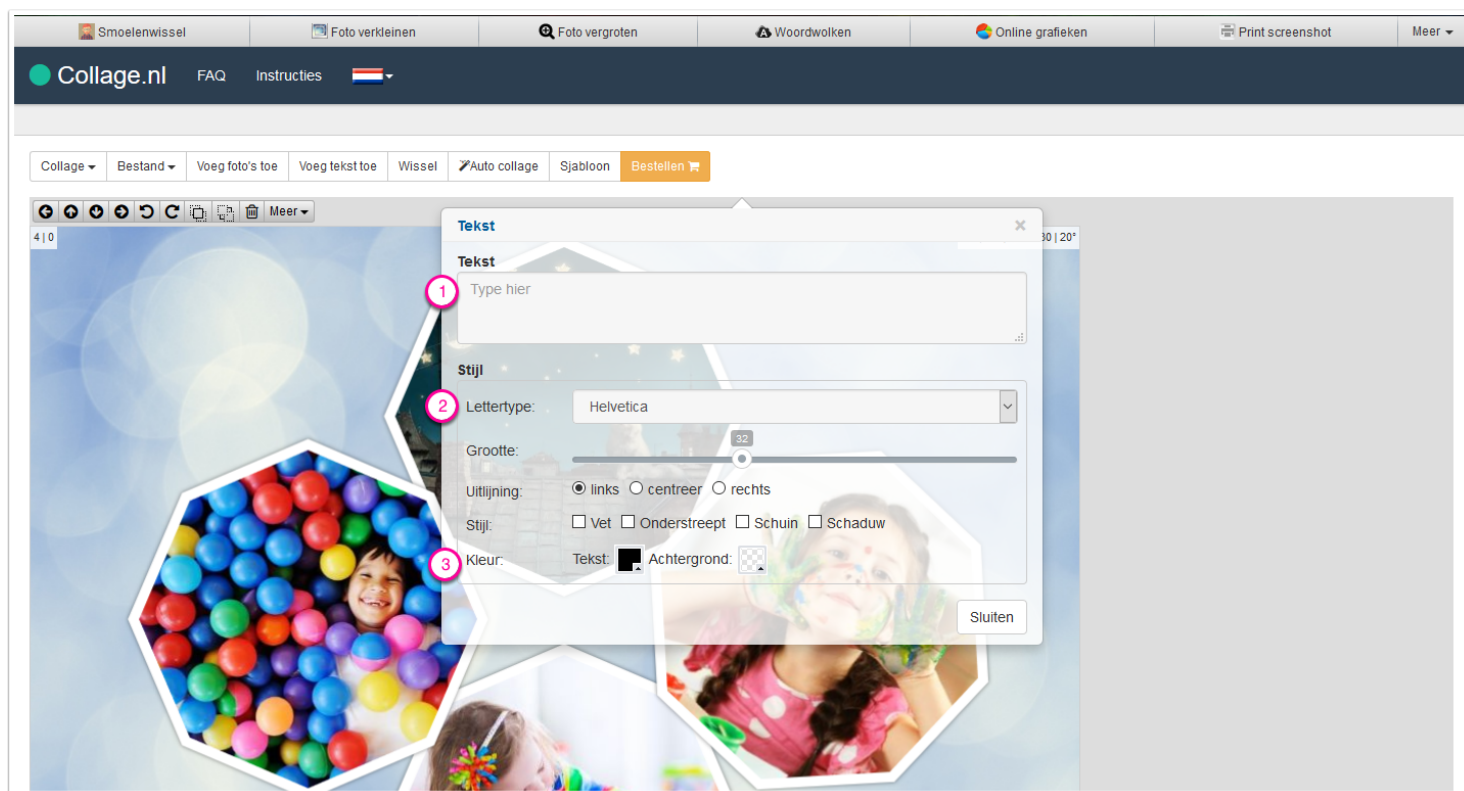 Smoelenwissel Foto verkleinen Foto vergroten Woordwolken Online grafieken Print screenshot Meer
Collage.nl FAQ Instructies
Collage Bestand Voeg foto's toe Voeg tekst toe Wissel Auto collage Sjabloon Bestellen
Meer
4 | 0
30 | 20°
Tekst ×
Tekst
1 Type hier
Stijl
2 Lettertype: Helvetica
32
Grootte:
Uitlijning: links centreer rechts
Stijl: Vet Onderstreept Schuin Schaduw
3 Kleur: Tekst: Achtergrond:
Sluiten